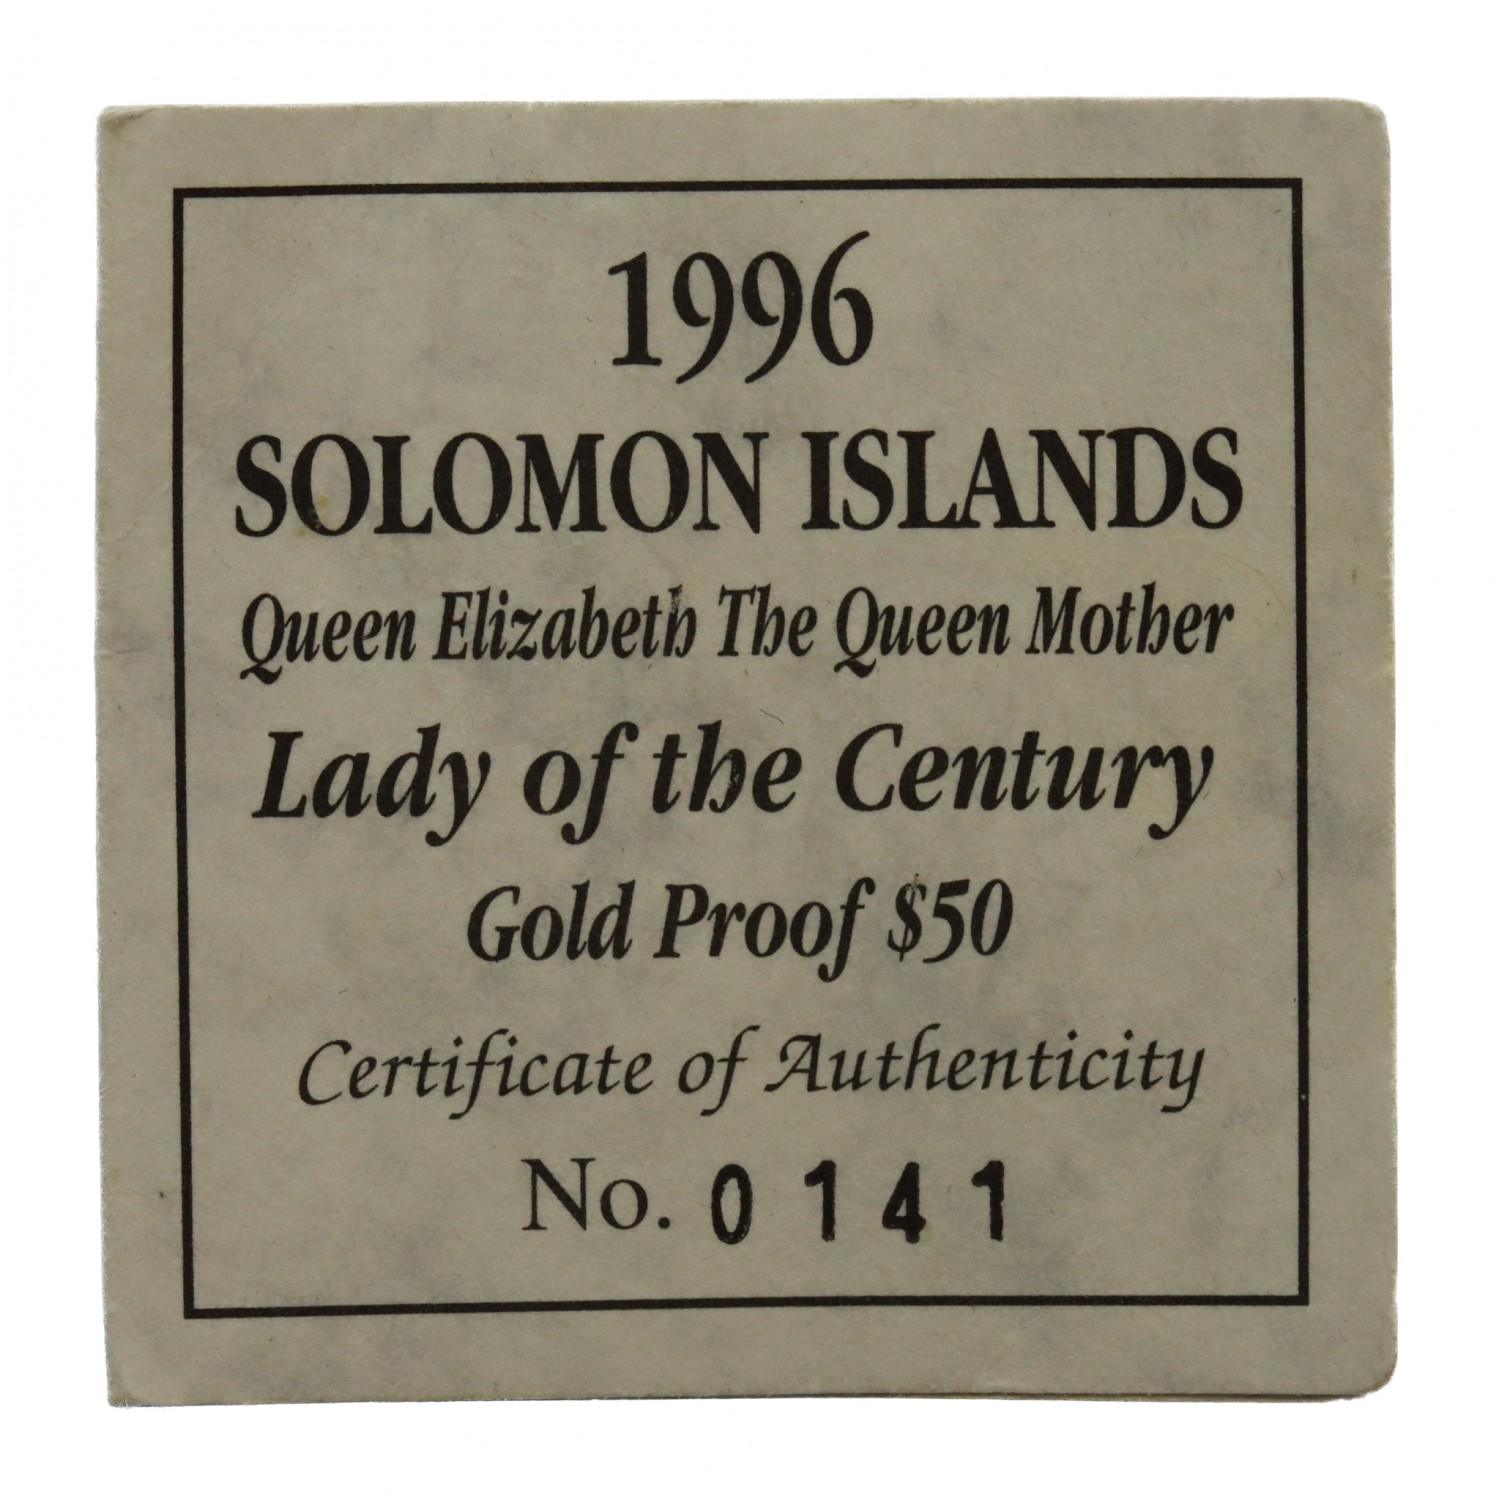 1996
SOLOMON ISLANDS
Queen Elizabeth The Queen Mother
Lady of the Century
Gold Proof $50
Certificate of Authenticity
No. 0141